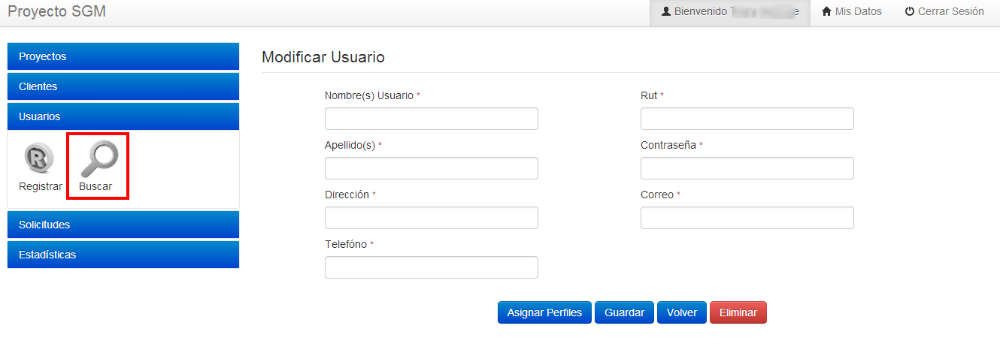 Proyecto SGM
Bienvenido
Mis Datos
Cerrar Sesión
Proyectos
Clientes
Usuarios
Registrar
Buscar
Solicitudes
Estadísticas
Modificar Usuario
Nombre(s) Usuario *
Rut *
Apellido(s) *
Contraseña *
Dirección *
Correo *
Telefóno *
Asignar Perfiles
Guardar
Volver
Eliminar